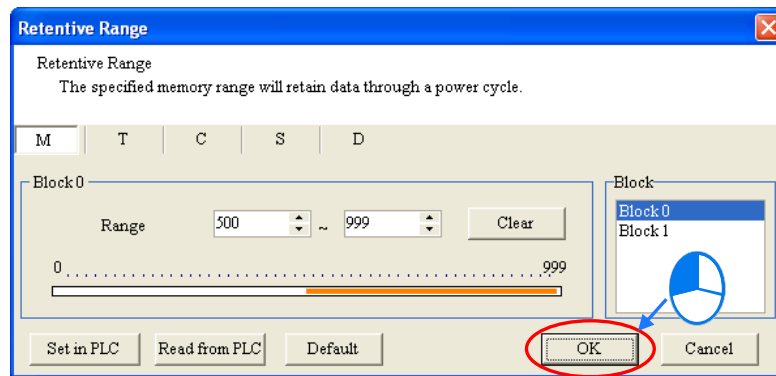 Retentive Range
Retentive Range
The specified memory range will retain data through a power cycle.
M T C S D
Block 0
Range 500 ~ 999 Clear
0 999
Block
Block 0
Block 1
Set in PLC Read from PLC Default OK Cancel